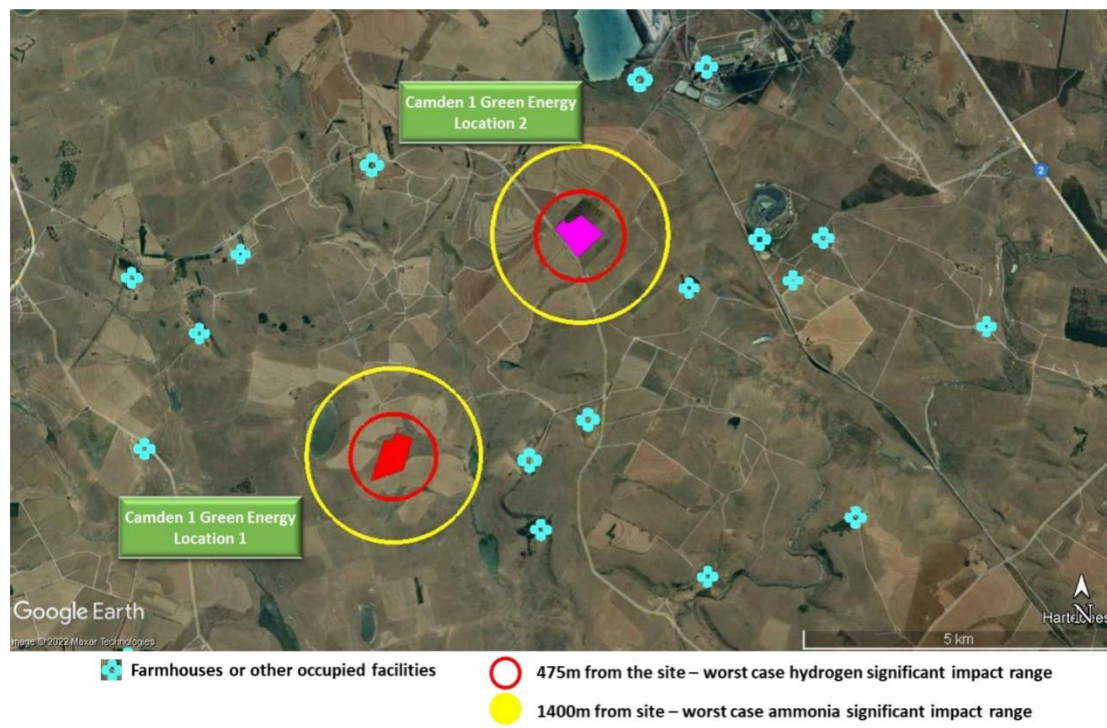 Camden 1 Green Energy
Location 2
2
Camden 1 Green Energy
Location 1
Google Earth
Image © 2022 Maxar Technologies
N
5 km
Farmhouses or other occupied facilities
475m from the site – worst case hydrogen significant impact range
1400m from site – worst case ammonia significant impact range